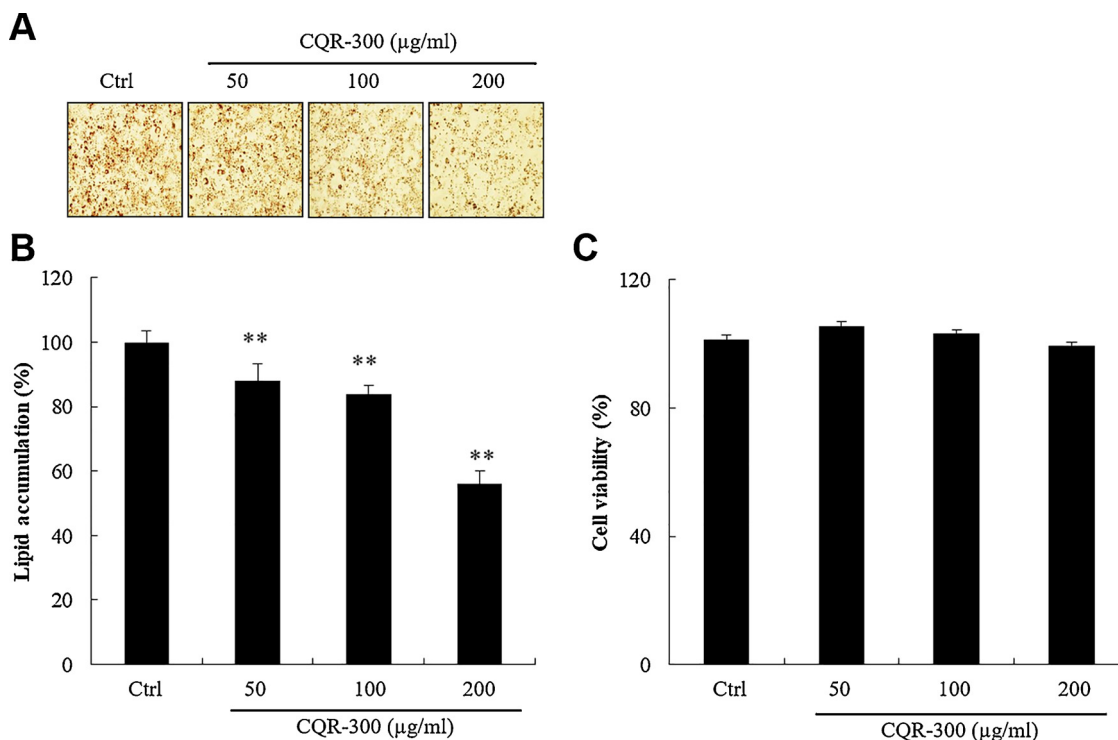 A
CQR-300 (µg/ml)
Ctrl 50 100 200
B
120
100
80
60
40
20
0
Lipid accumulation (%)
** ** **
Ctrl 50 100 200
CQR-300 (µg/ml)
C
120
80
40
0
Cell viability (%)
Ctrl 50 100 200
CQR-300 (µg/ml)